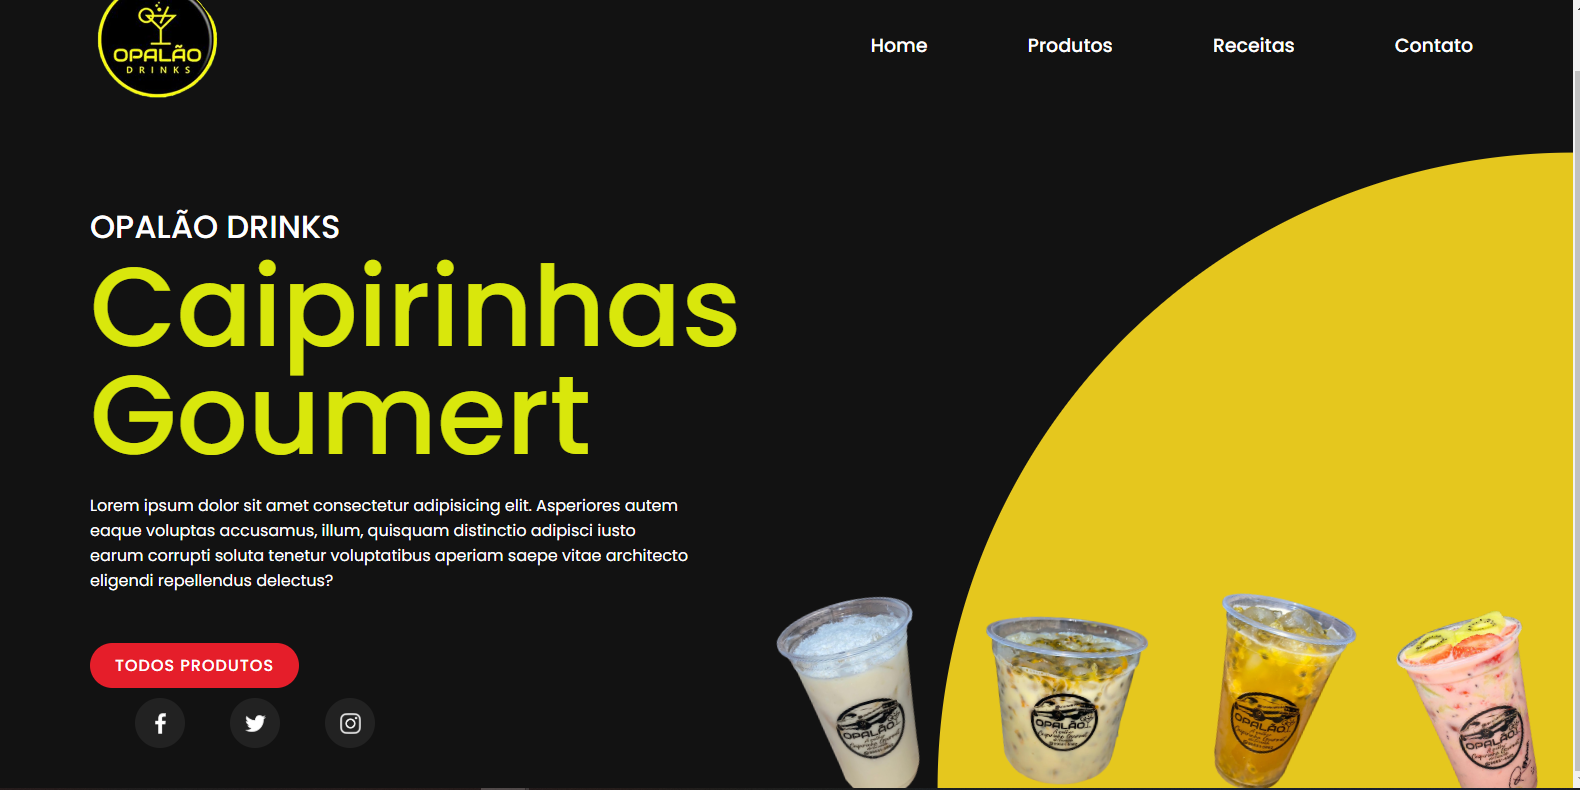 OPALÃO
DRINKS
Home
Produtos
Receitas
Contato
OPALÃO DRINKS
Caipirinhas
Goumert
Lorem ipsum dolor sit amet consectetur adipisicing elit. Asperiores autem
eaque voluptas accusamus, illum, quisquam distinctio adipisci iusto
earum corrupti soluta tenetur voluptatibus aperiam saepe vitae architecto
eligendi repellendus delectus?
TODOS PRODUTOS
OPALÃO
OPALÃO
OPALÃO
OPALÃO